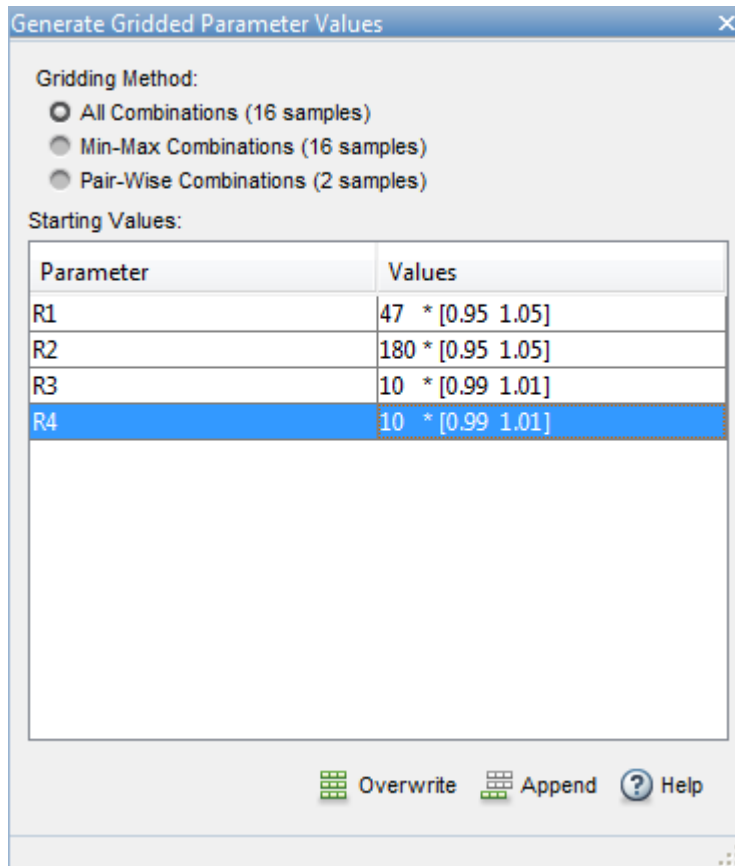 Generate Gridded Parameter Values
Gridding Method:
All Combinations (16 samples)
Min-Max Combinations (16 samples)
Pair-Wise Combinations (2 samples)
Starting Values:
Parameter Values
R1 47 * [0.95 1.05]
R2 180 * [0.95 1.05]
R3 10 * [0.99 1.01]
R4 10 * [0.99 1.01]
Overwrite Append Help